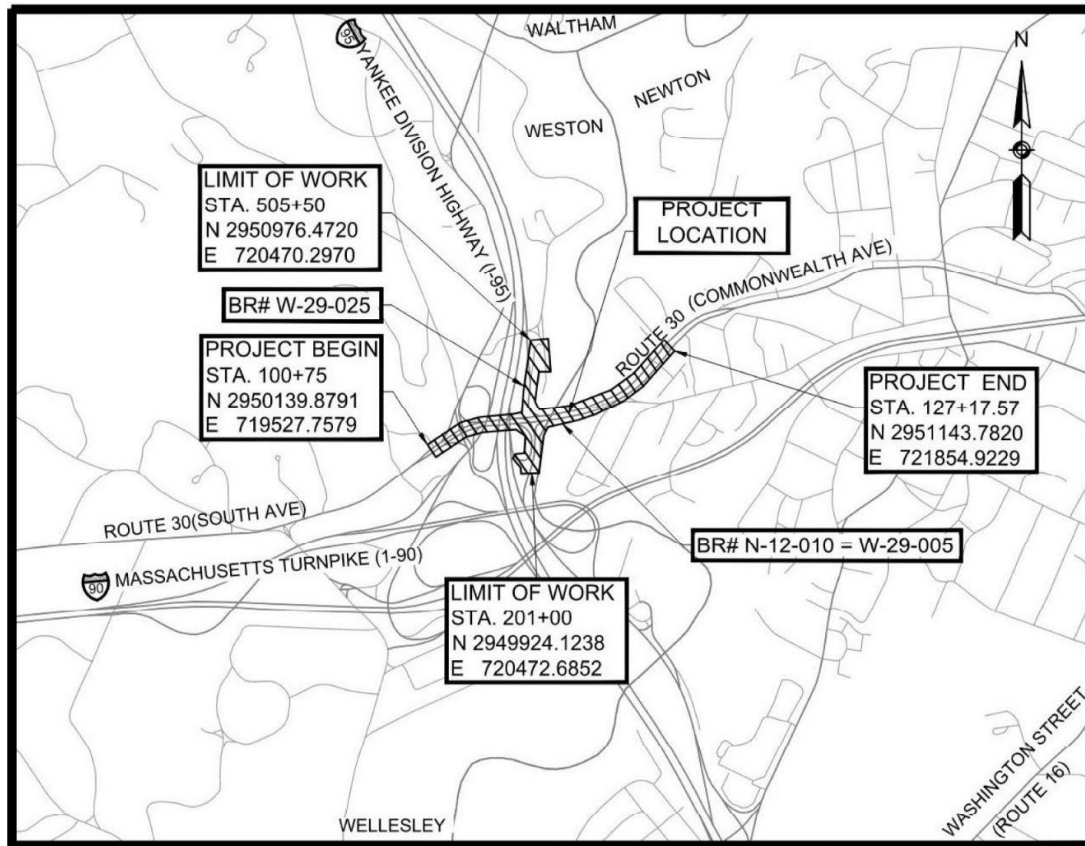 WALTHAM
N
95
YANKEE DIVISION HIGHWAY (I-95)
NEWTON
WESTON
LIMIT OF WORK
STA. 505+50
N 2950976.4720
E 720470.2970
PROJECT
LOCATION
BR# W-29-025
ROUTE 30 (COMMONWEALTH AVE)
PROJECT BEGIN
STA. 100+75
N 2950139.8791
E 719527.7579
PROJECT END
STA. 127+17.57
N 2951143.7820
E 721854.9229
ROUTE 30(SOUTH AVE)
BR# N-12-010 = W-29-005
90
MASSACHUSETTS TURNPIKE (1-90)
LIMIT OF WORK
STA. 201+00
N 2949924.1238
E 720472.6852
WASHINGTON STREET
(ROUTE 16)
WELLESLEY